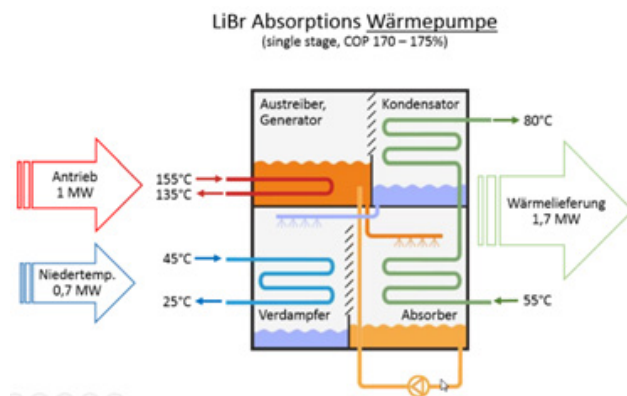 LiBr Absorptions Wärmepumpe
(single stage, COP 170 – 175%)
Austreiber,
Generator
Kondensator
80°C
Antrieb
1 MW
155°C
135°C
Wärmelieferung
1,7 MW
Niedertemp.
0,7 MW
45°C
25°C
55°C
Verdampfer
Absorber